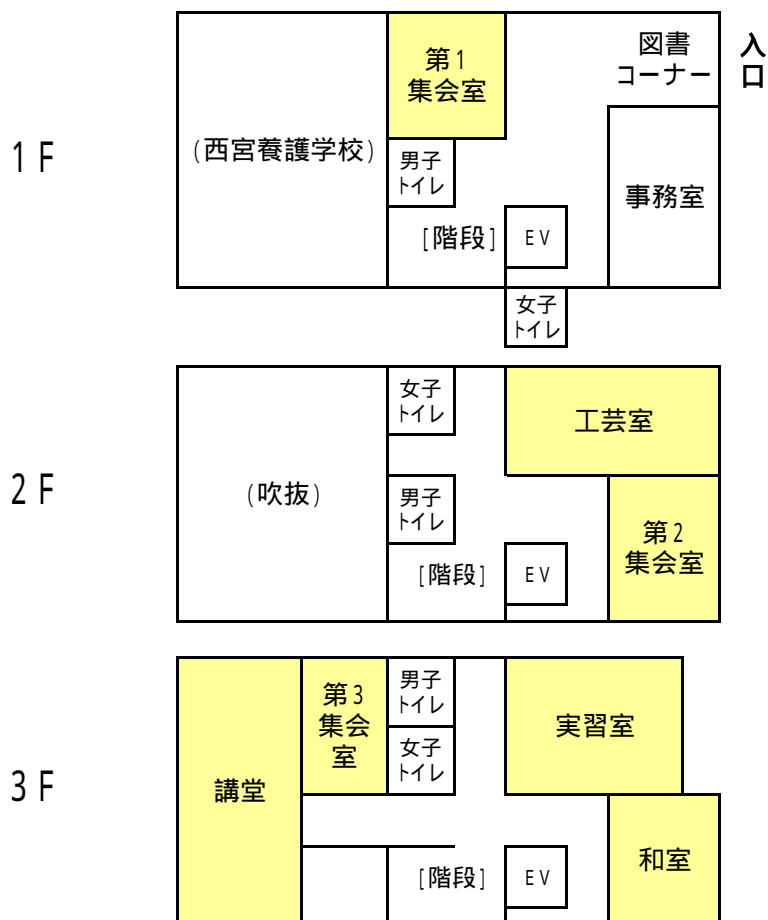 1F
(西宮養護学校)
第1
集会室
男子
トイレ
[階段]
EV
女子
トイレ
図書
コーナー
事務室
入
口
2F
(吹抜)
女子
トイレ
男子
トイレ
[階段]
EV
工芸室
第2
集会室
3F
講堂
第3
集会
室
男子
トイレ
女子
トイレ
[階段]
EV
実習室
和室